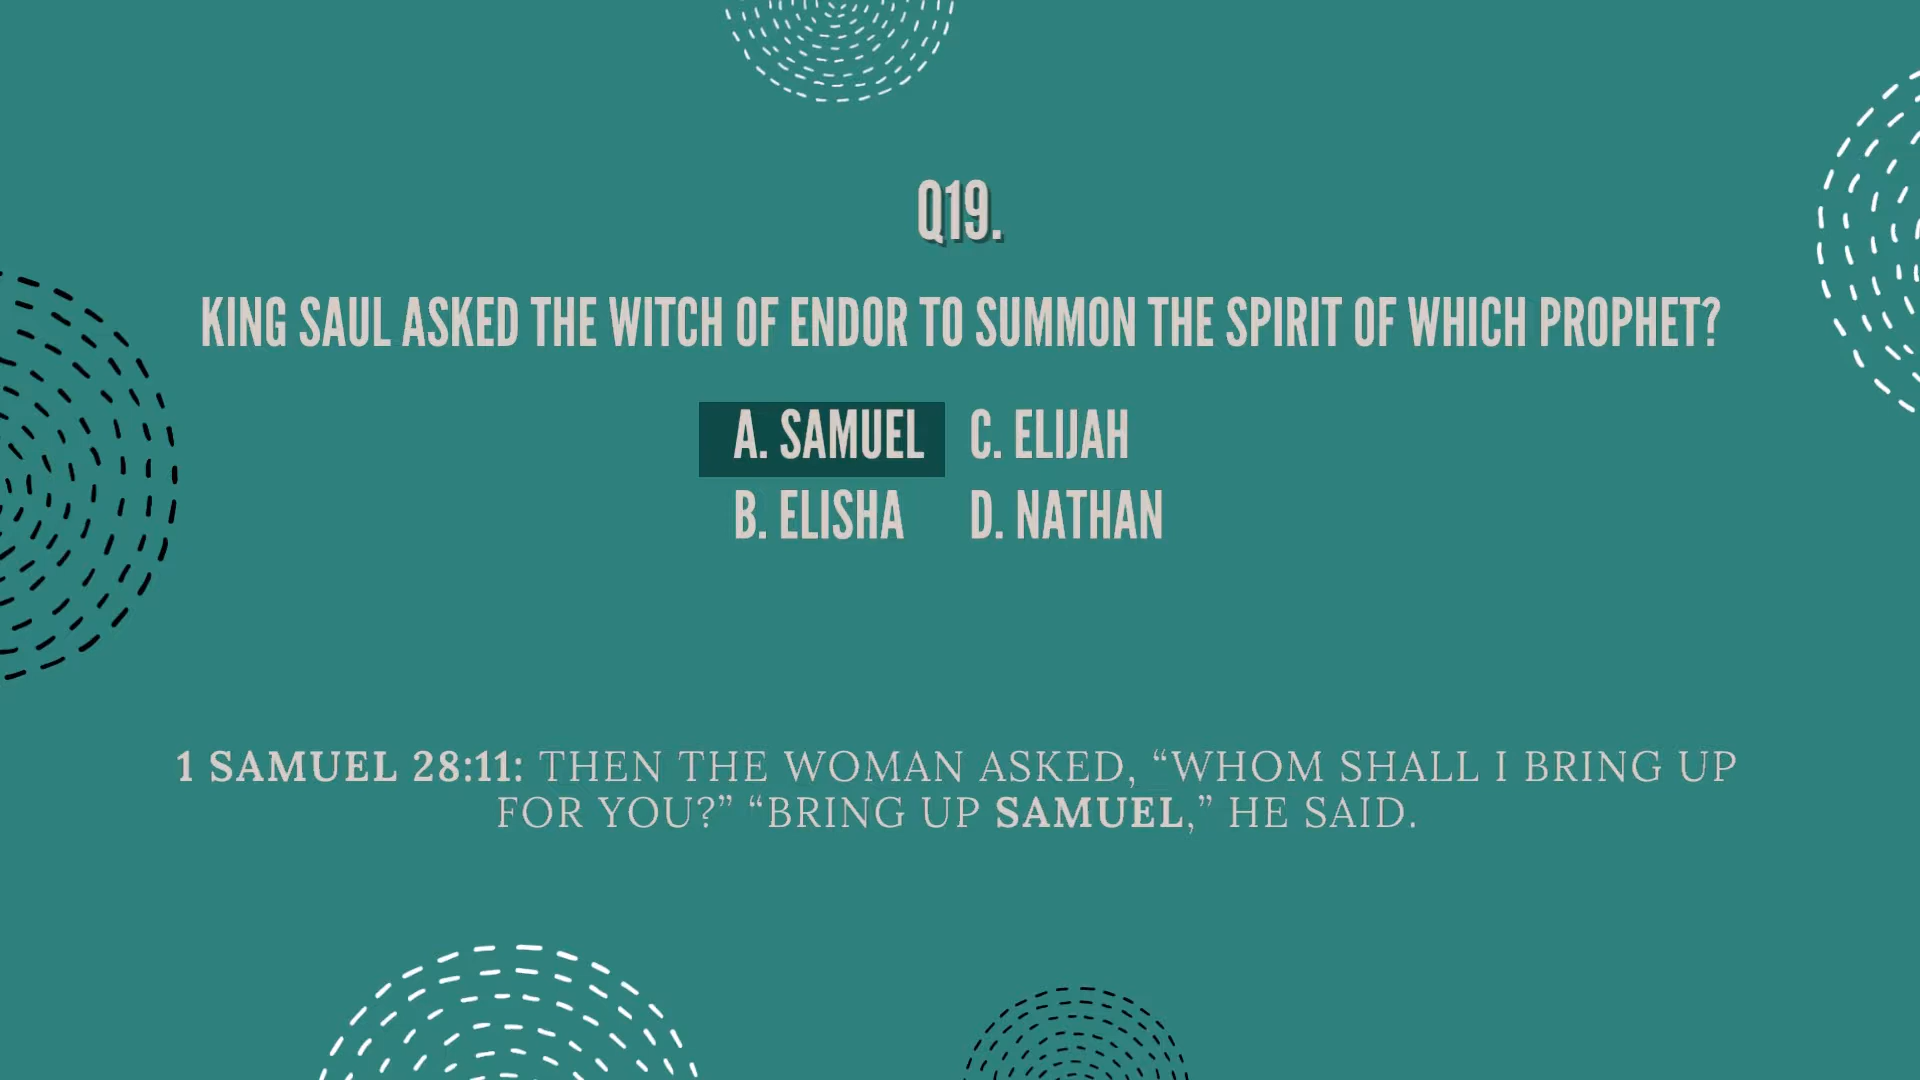 Q19.
KING SAUL ASKED THE WITCH OF ENDOR TO SUMMON THE SPIRIT OF WHICH PROPHET?
A. SAMUEL
B. ELISHA
C. ELIJAH
D. NATHAN
1 SAMUEL 28:11: THEN THE WOMAN ASKED, “WHOM SHALL I BRING UP
FOR YOU?” “BRING UP SAMUEL,” HE SAID.